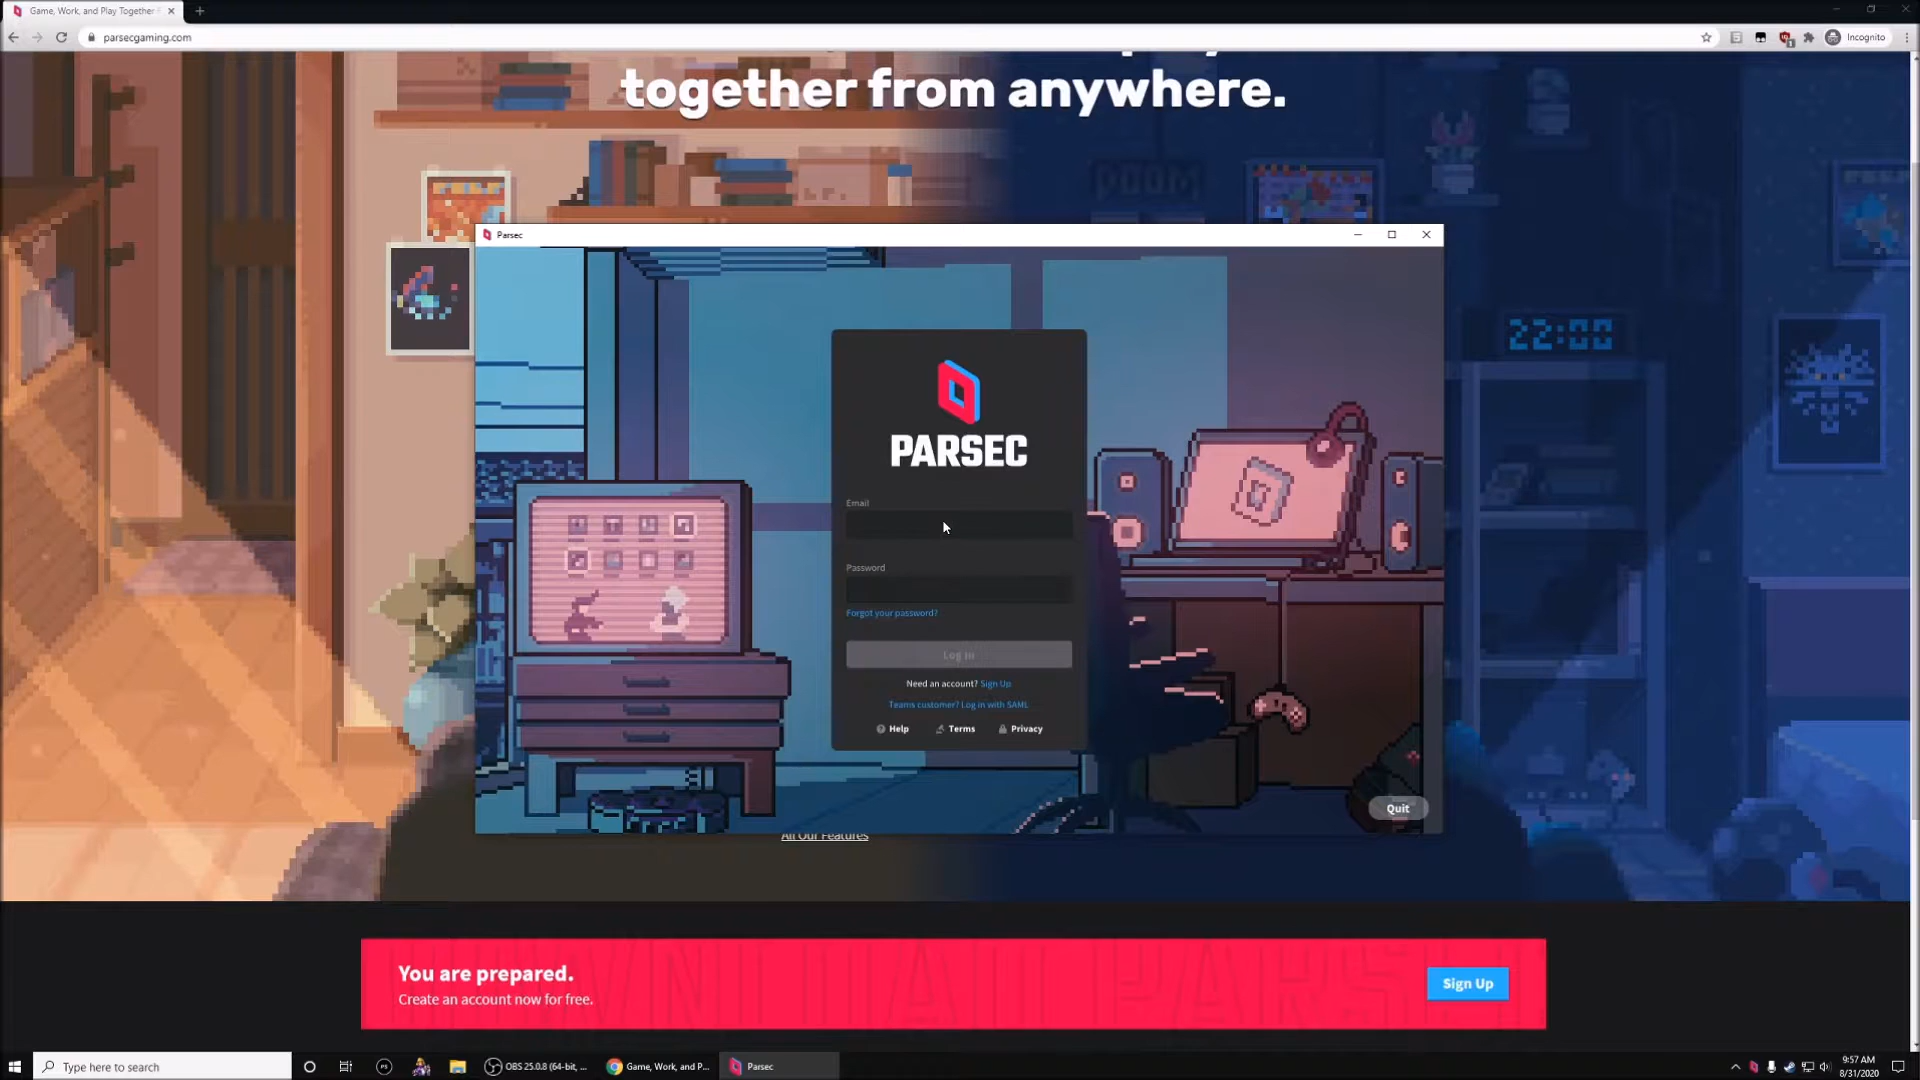 Game, Work, and Play Together
parsecgaming.com
Incognito
together from anywhere.
22:00
Parsec
PARSEC
Email
Password
Forgot your password?
Log in
Need an account? Sign Up
Teams customer? Log in with SAML
Help
Terms
Privacy
Quit
All Our Features
You are prepared.
Create an account now for free.
Sign Up
Type here to search
OBS 25.0.8 (64-bit, ...
Game, Work, and P...
Parsec
9:57 AM
8/31/2020